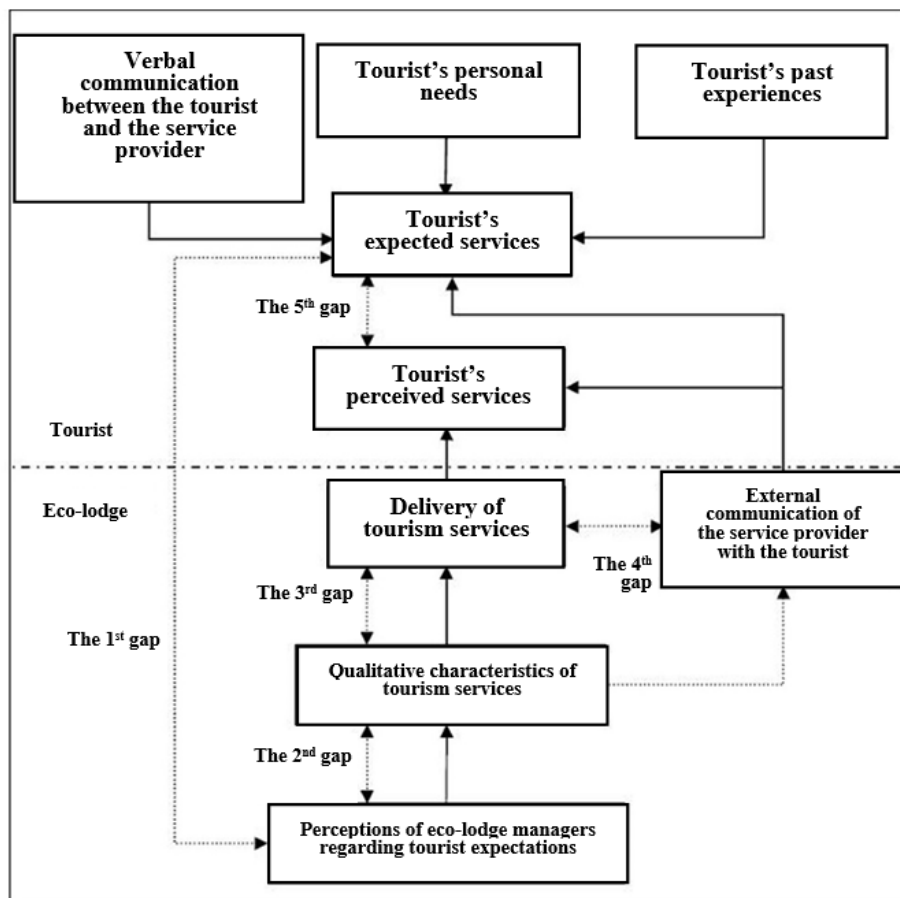 Verbal
communication
between the tourist
and the service
provider
Tourist's personal
needs
Tourist's past
experiences
Tourist's
expected services
The 5th gap
Tourist's
perceived services
Tourist
Eco-lodge
Delivery of
tourism services
External
communication of
the service provider
with the tourist
The 4th
gap
The 3rd gap
The 1st gap
Qualitative characteristics of
tourism services
The 2nd gap
Perceptions of eco-lodge managers
regarding tourist expectations